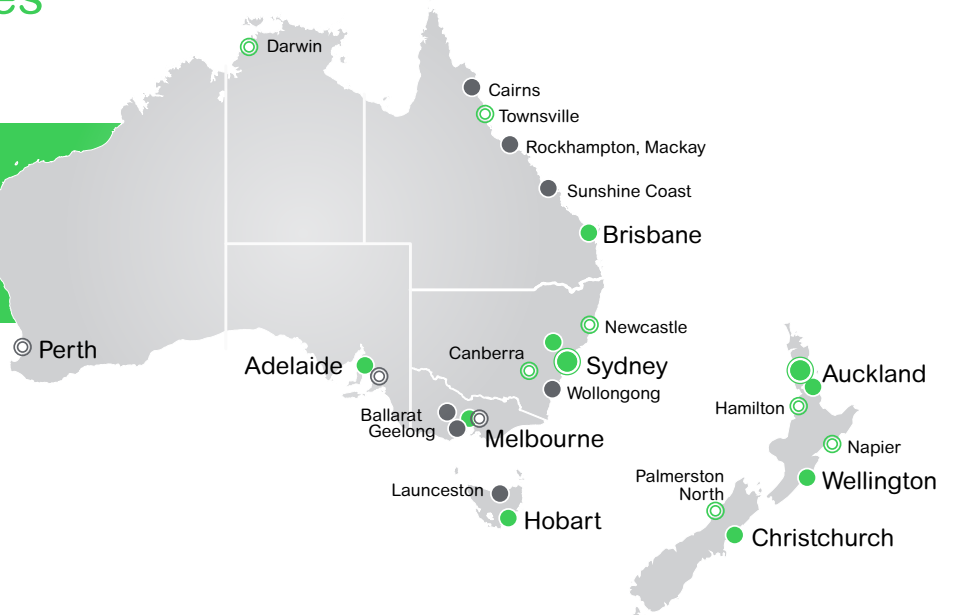 es
Darwin
Cairns
Townsville
Rockhampton, Mackay
Sunshine Coast
Brisbane
Newcastle
Perth
Adelaide
Canberra
Sydney
Wollongong
Auckland
Hamilton
Ballarat
Geelong
Melbourne
Napier
Palmerston
North
Wellington
Launceston
Hobart
Christchurch